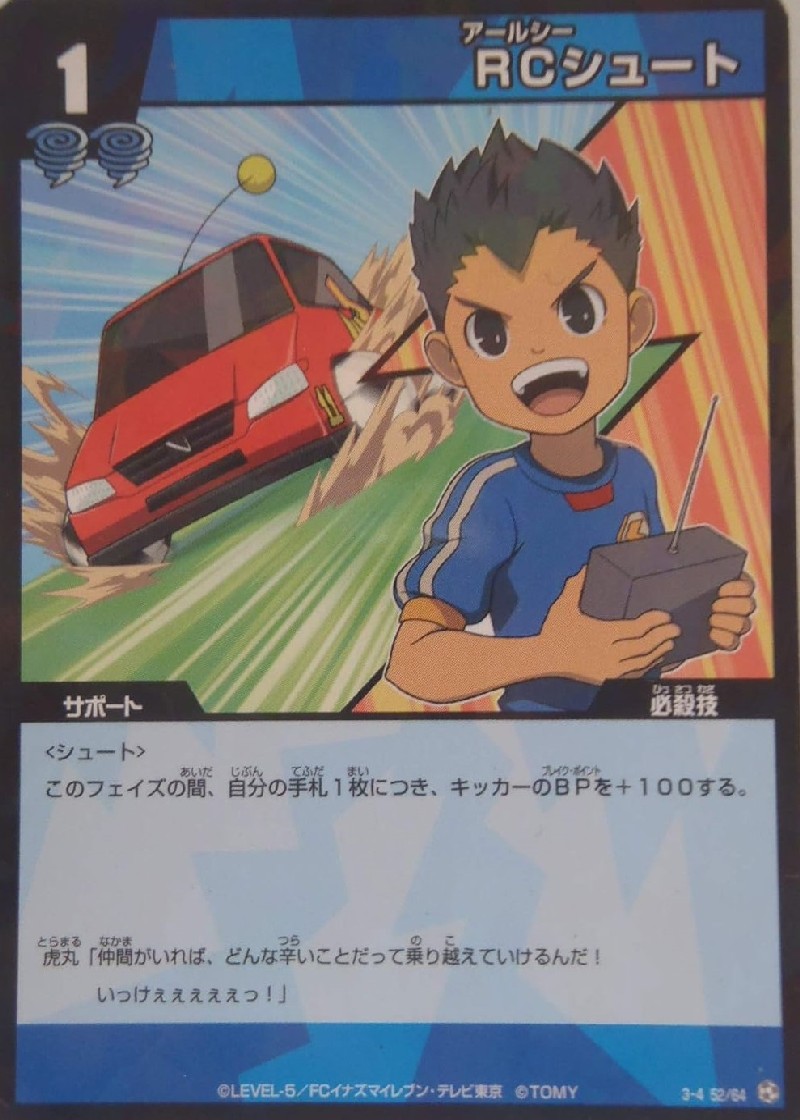 1
アールシー
RCシュート
サポート
ひっさつわざ
必殺技
<シュート>
あいだ じぶん てふだ まい ブレイク・ポイント
このフェイズの間、自分の手札1枚につき、キッカーのBPを+100する。
とらまる なかま つら の こ
虎丸「仲間がいれば、どんな辛いことだって乗り越えていけるんだ!
いっけぇぇぇぇぇっ!」
©LEVEL-5/FCイナズマイレブン・テレビ東京 ©TOMY
3-4 52/64